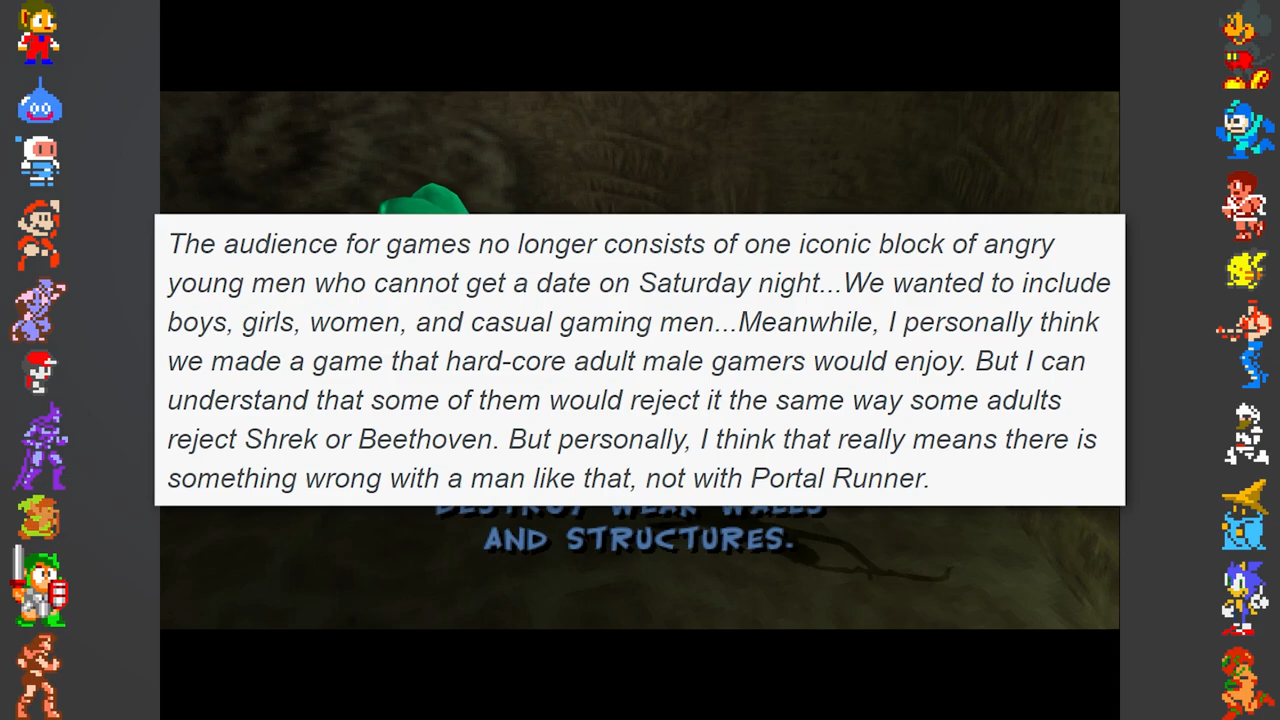 The audience for games no longer consists of one iconic block of angry
young men who cannot get a date on Saturday night...We wanted to include
boys, girls, women, and casual gaming men...Meanwhile, I personally think
we made a game that hard-core adult male gamers would enjoy. But I can
understand that some of them would reject it the same way some adults
reject Shrek or Beethoven. But personally, I think that really means there is
something wrong with a man like that, not with Portal Runner.
DESTROY WEAK WALLS
AND STRUCTURES.